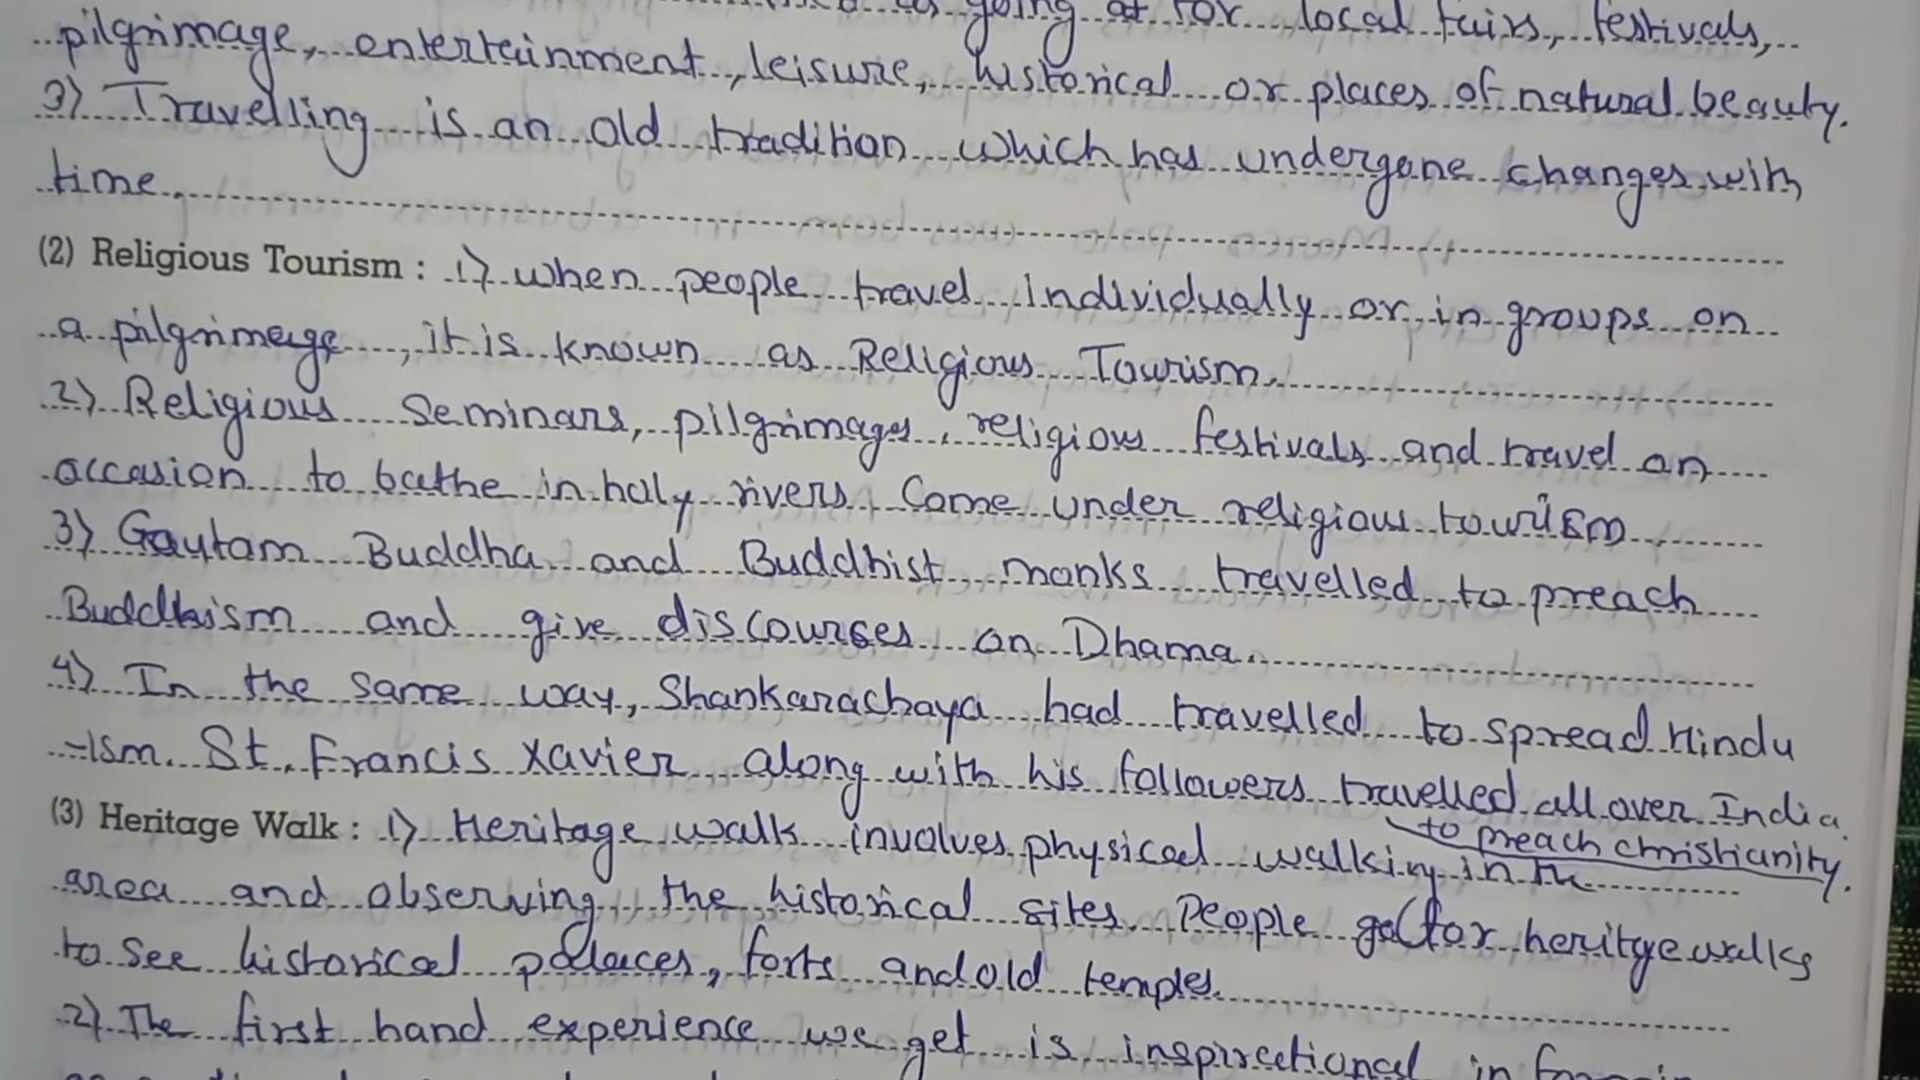 going at for local fairs, festivals,
pilgrimage, entertainment, leisure, historical or places of natural beauty.
3) Travelling is an old tradition which has undergone changes with
time.
(2) Religious Tourism : 1) when people travel individually or in groups on
a pilgrimage, it is known as Religious Tourism.
2) Religious Seminars, pilgrimages, religious festivals and travel on
occasion to bathe in holy rivers come under religious tourism
3) Gautam Buddha and Buddhist monks travelled to preach
Buddhism and give discourses on Dhama.
4) In the same way, Shankarachaya had travelled to spread Hindu
-ism. St. Francis Xavier along with his followers travelled all over India.
to preach christianity.
(3) Heritage Walk : 1) Heritage walk involves physical walking in the
area and observing the historical sites. People go for heritage walks
to see historical palaces, forts and old temples.
2) The first hand experience we get is inspirational in